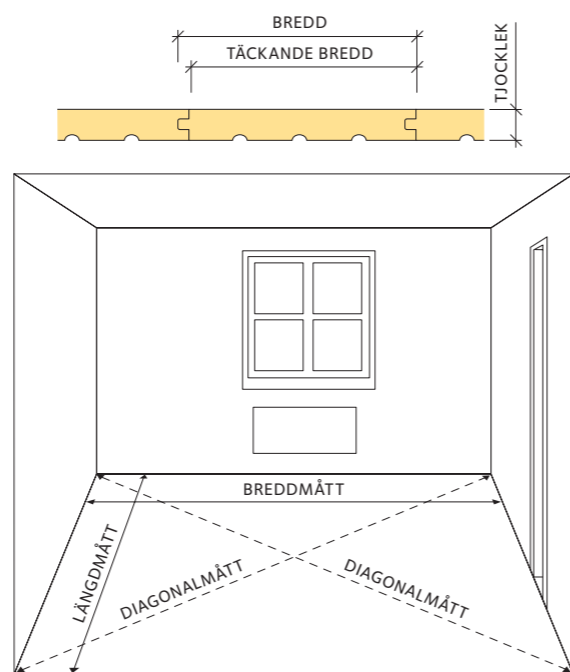 BREDD
TÄCKANDE BREDD
TJOCKLEK
BREDDMÅTT
LÄNGDMÅTT
DIAGONALMÅTT
DIAGONALMÅTT